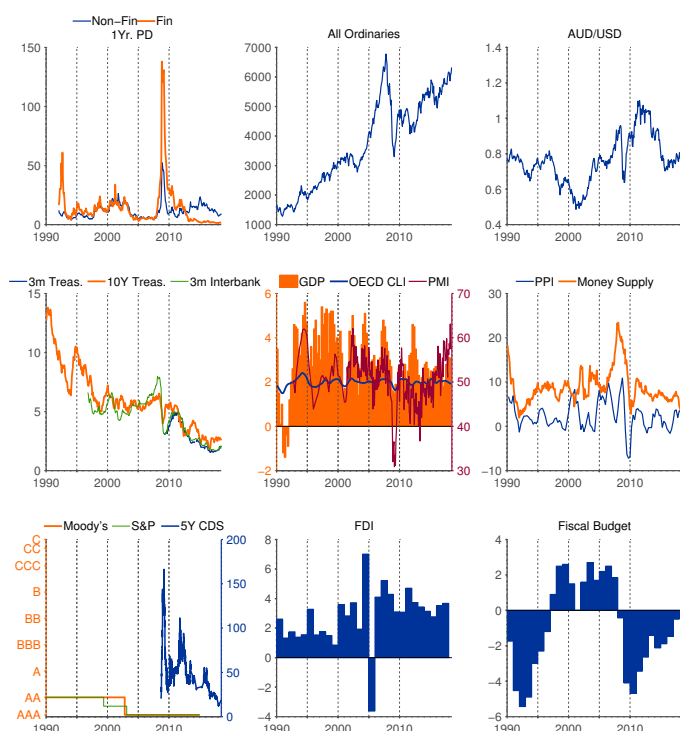 Non−Fin Fin
1Yr. PD
150
100
50
0
1990 2000 2010
All Ordinaries
7000
6000
5000
4000
3000
2000
1000
1990 2000 2010
AUD/USD
1.4
1.2
1
0.8
0.6
0.4
1990 2000 2010
3m Treas. 10Y Treas. 3m Interbank
15
10
5
0
1990 2000 2010
GDP OECD CLI PMI
6
4
2
0
−2
70
60
50
40
30
1990 2000 2010
PPI Money Supply
30
20
10
0
−10
1990 2000 2010
Moody's S&P 5Y CDS
C
CC
CCC
B
BB
BBB
A
AA
AAA
200
150
100
50
0
1990 2000 2010
FDI
8
6
4
2
0
−2
−4
1990 2000 2010
Fiscal Budget
4
2
0
−2
−4
−6
1990 2000 2010